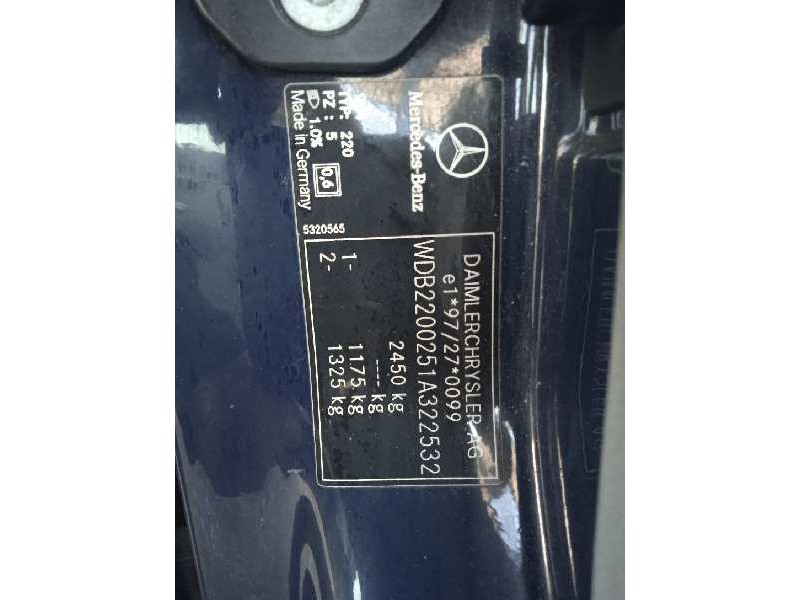 Mercedes-Benz
TYP: 220
PZ : 5
1.0%
0,6
Made in Germany
5320565
DAIMLERCHRYSLER AG
e1*97/27*0099
WDB2200251A322532
2450 kg
---- kg
1- 1175 kg
2- 1325 kg